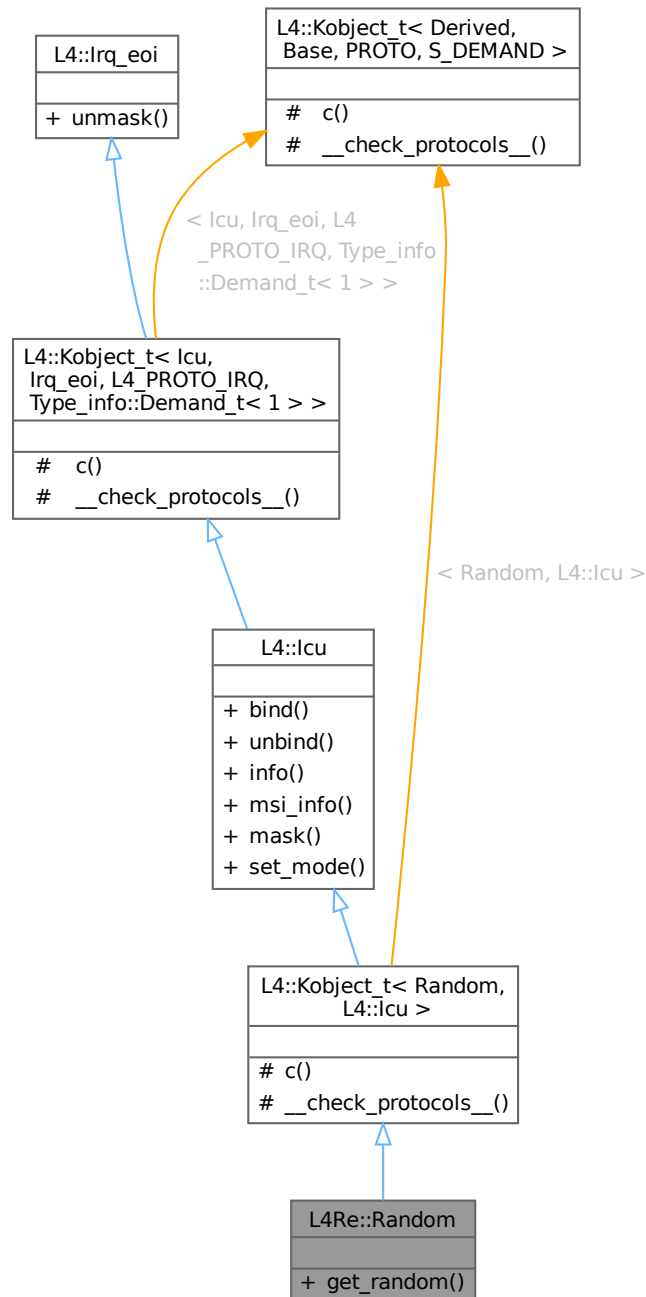 L4::Irq_eoi
+ unmask()
L4::Kobject_t< Derived,
Base, PROTO, S_DEMAND >
# c()
# __check_protocols__()
< Icu, Irq_eoi, L4
_PROTO_IRQ, Type_info
::Demand_t< 1 > >
L4::Kobject_t< Icu,
Irq_eoi, L4_PROTO_IRQ,
Type_info::Demand_t< 1 > >
# c()
# __check_protocols__()
< Random, L4::Icu >
L4::Icu
+ bind()
+ unbind()
+ info()
+ msi_info()
+ mask()
+ set_mode()
L4::Kobject_t< Random,
L4::Icu >
# c()
# __check_protocols__()
L4Re::Random
+ get_random()